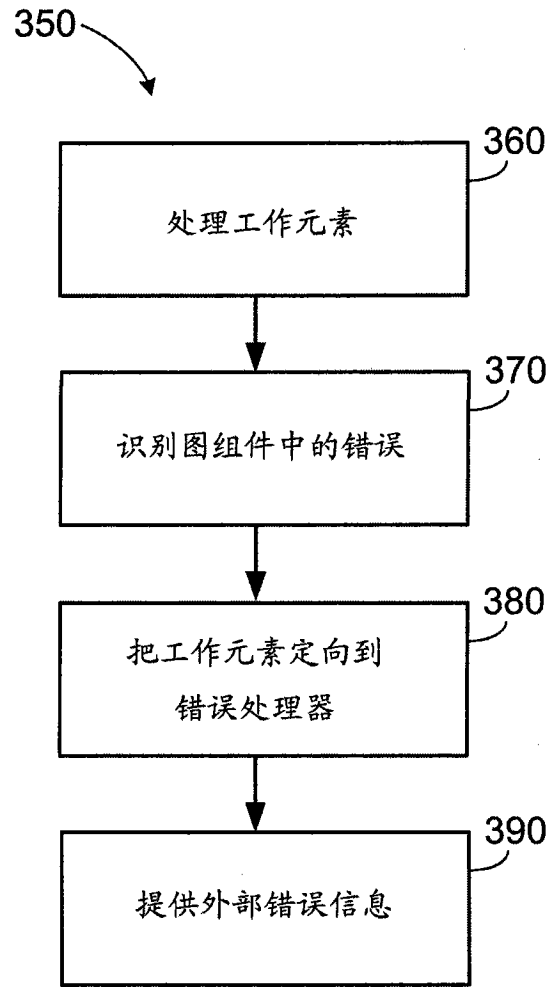 350
360
处理工作元素
370
识别图组件中的错误
380
把工作元素定向到
错误处理器
390
提供外部错误信息